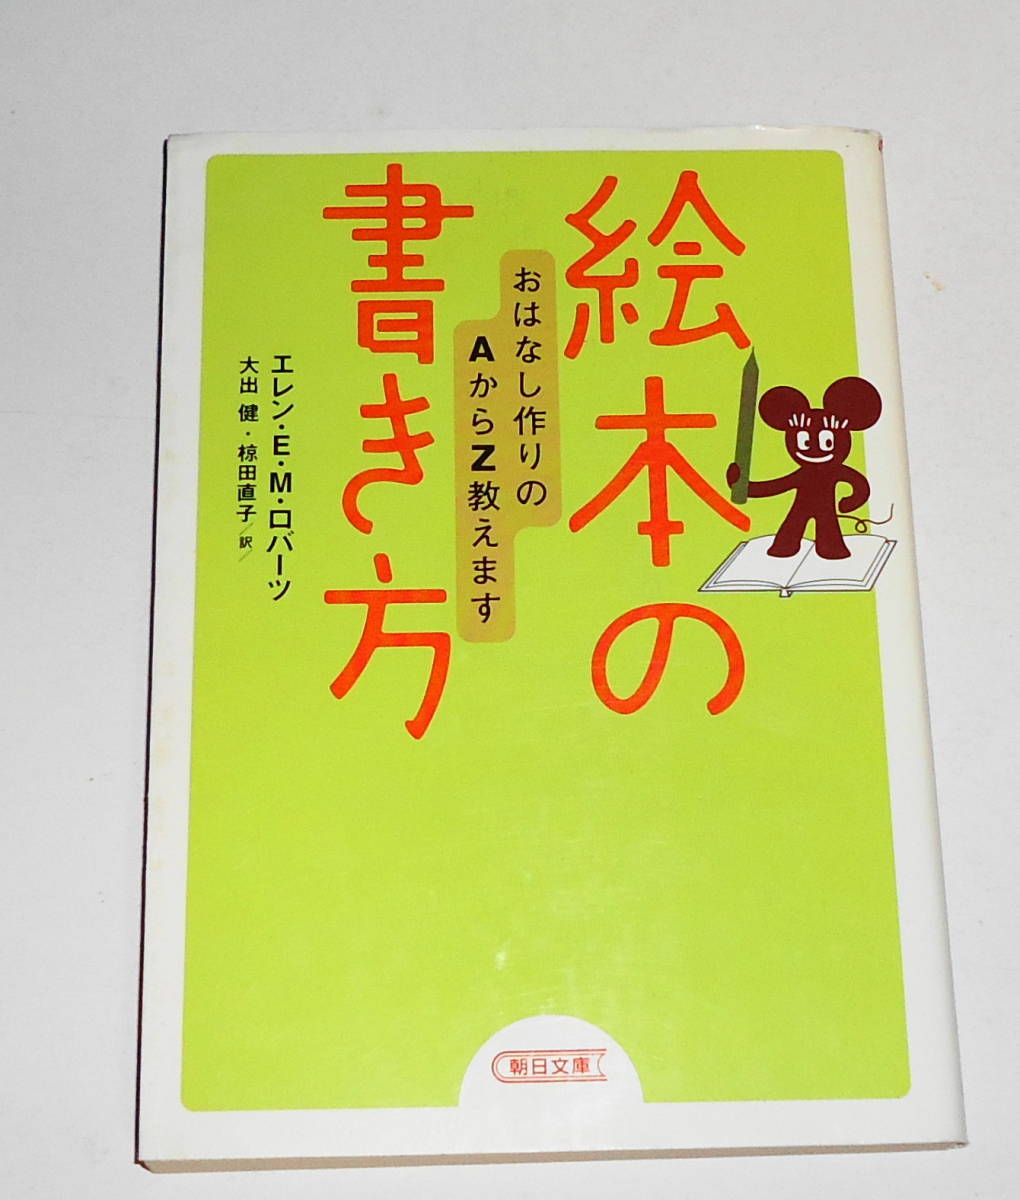 絵本の
書き方
おはなし作りの
AからZ教えます
エレン・E・M・ロバーツ
大出 健・椋田直子/訳/
朝日文庫